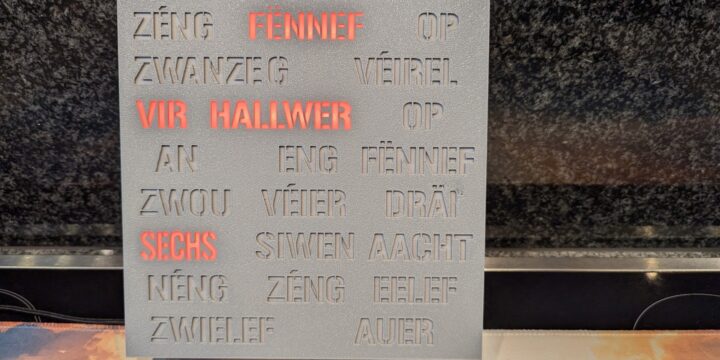 ZÉNG FËNNEF OP
ZWANZEG VÉIREL
VIR HALLWER OP
AN ENG FËNNEF
ZWOU VÉIER DRÄI
SECHS SIWEN AACHT
NÉNG ZÉNG EELEF
ZWIELEF AUER